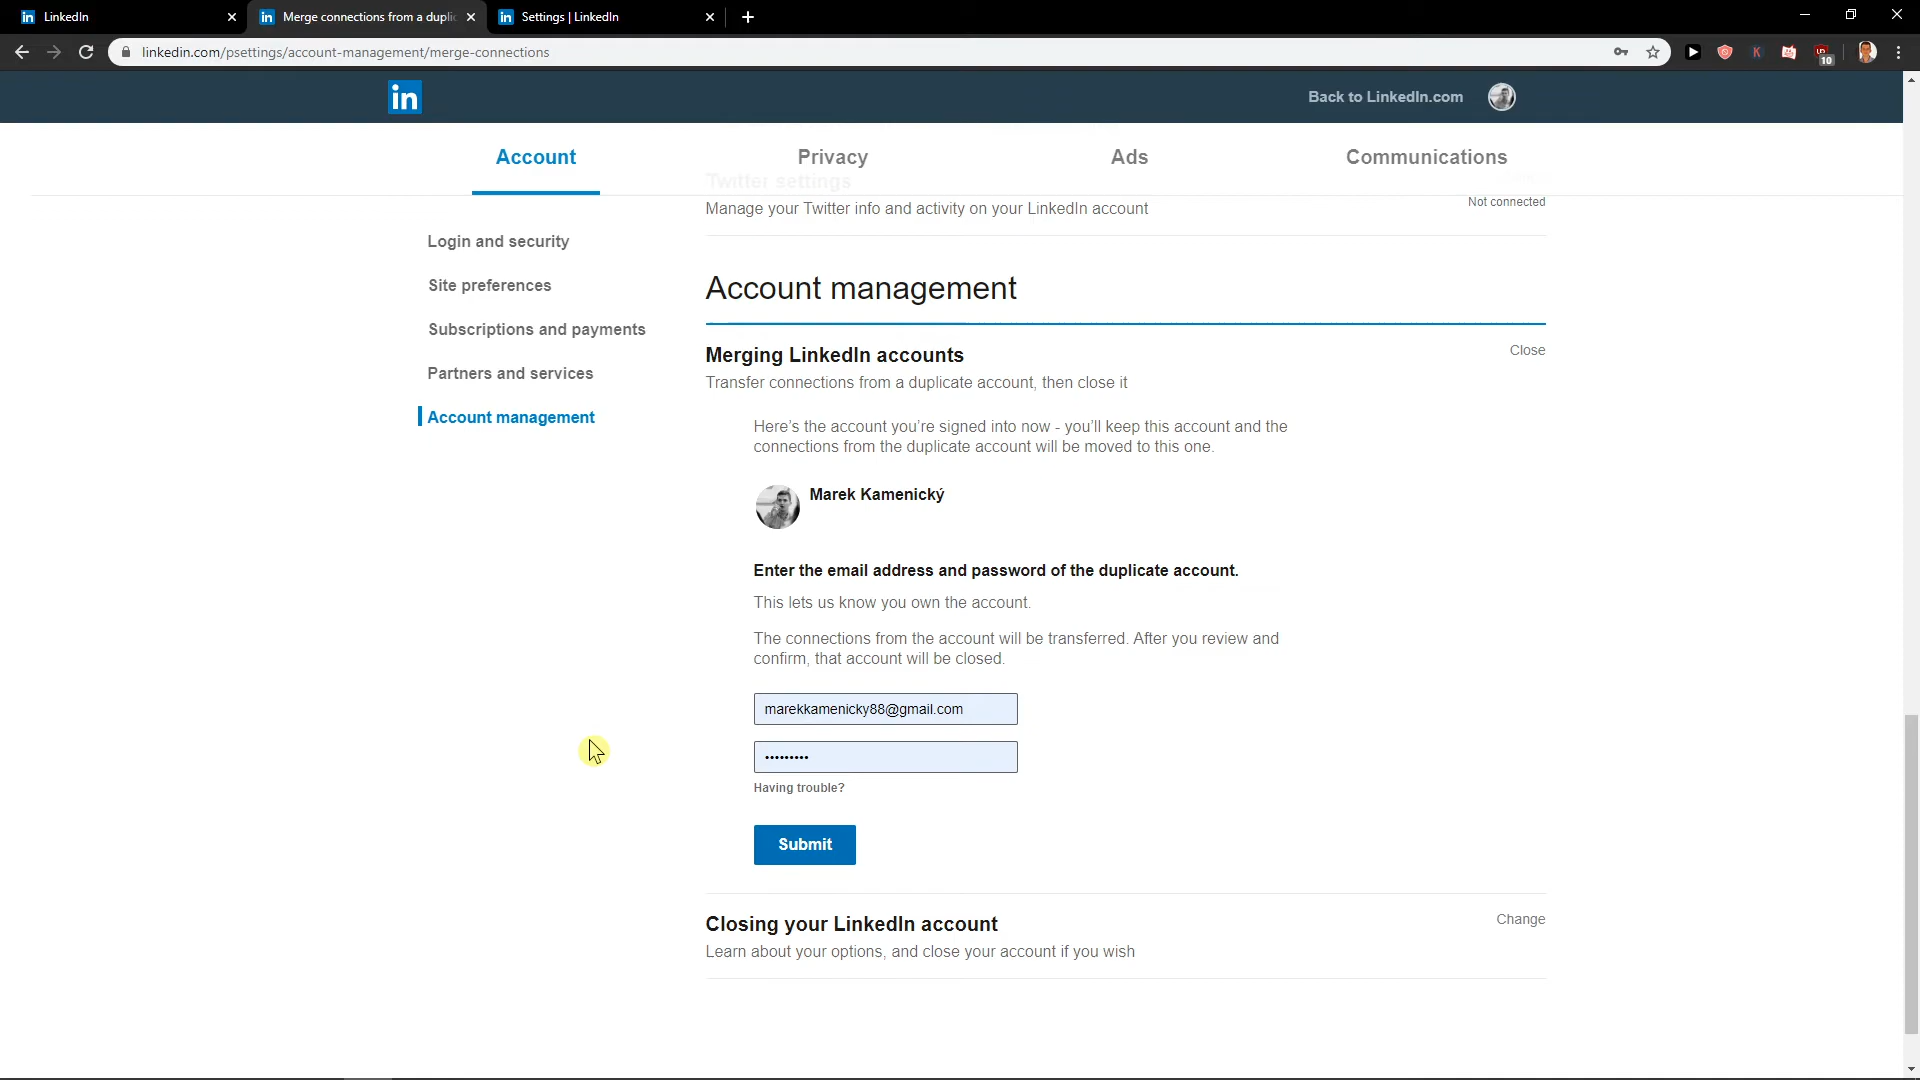 LinkedIn
Merge connections from a duplic
Settings | LinkedIn
linkedin.com/psettings/account-management/merge-connections
K
10
in
Back to LinkedIn.com
Account
Privacy
Ads
Communications
Twitter settings
Manage your Twitter info and activity on your LinkedIn account
Not connected
Login and security
Site preferences
Subscriptions and payments
Partners and services
Account management
Account management
Merging LinkedIn accounts
Close
Transfer connections from a duplicate account, then close it
Here's the account you're signed into now - you'll keep this account and the
connections from the duplicate account will be moved to this one.
Marek Kamenický
Enter the email address and password of the duplicate account.
This lets us know you own the account.
The connections from the account will be transferred. After you review and
confirm, that account will be closed.
marekkamenicky88@gmail.com
•••••••••
Having trouble?
Submit
Closing your LinkedIn account
Change
Learn about your options, and close your account if you wish